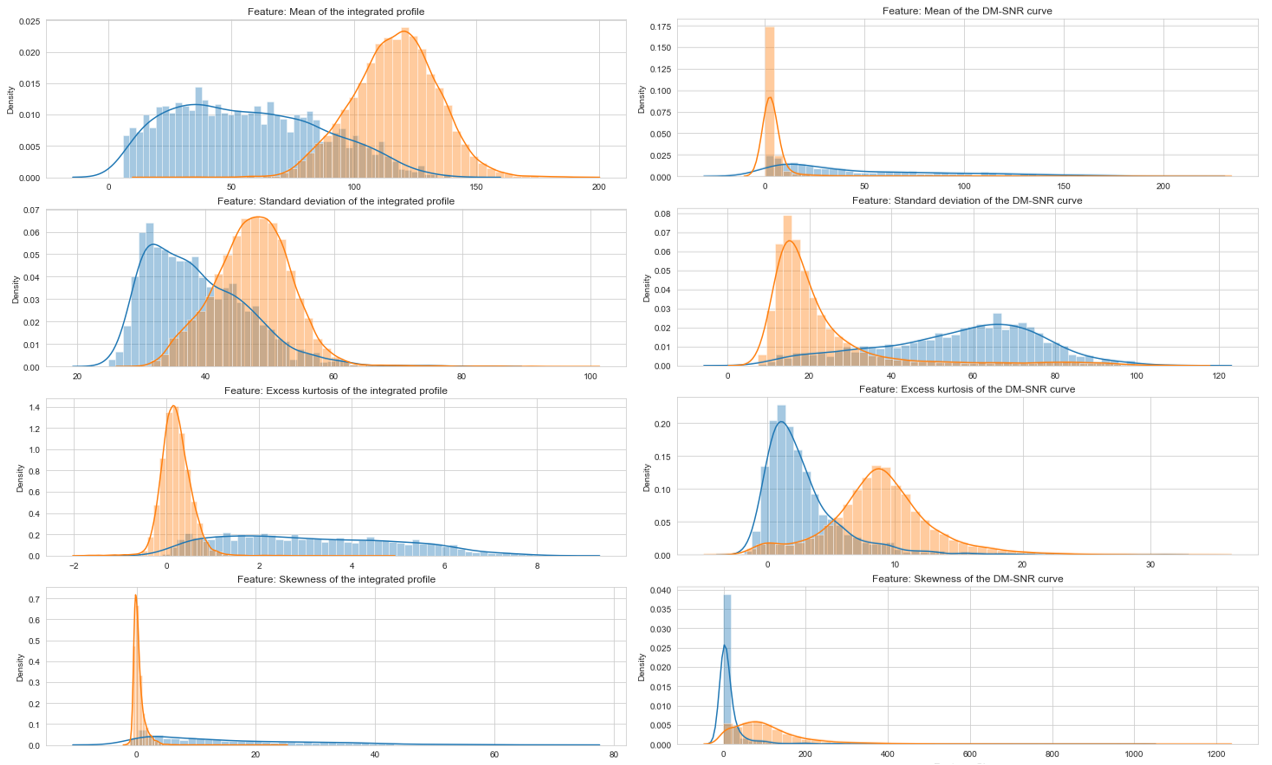 Feature: Mean of the integrated profile
0.025
0.020
0.015
0.010
0.005
0.000
Density
0 50 100 150 200
Feature: Mean of the DM-SNR curve
0.175
0.150
0.125
0.100
0.075
0.050
0.025
0.000
Density
0 50 100 150 200
Feature: Standard deviation of the integrated profile
0.07
0.06
0.05
0.04
0.03
0.02
0.01
0.00
Density
20 40 60 80 100
Feature: Standard deviation of the DM-SNR curve
0.08
0.07
0.06
0.05
0.04
0.03
0.02
0.01
0.00
Density
0 20 40 60 80 100 120
Feature: Excess kurtosis of the integrated profile
1.4
1.2
1.0
0.8
0.6
0.4
0.2
0.0
Density
−2 0 2 4 6 8
Feature: Excess kurtosis of the DM-SNR curve
0.20
0.15
0.10
0.05
0.00
Density
0 10 20 30
Feature: Skewness of the integrated profile
0.7
0.6
0.5
0.4
0.3
0.2
0.1
0.0
Density
0 20 40 60 80
Feature: Skewness of the DM-SNR curve
0.040
0.035
0.030
0.025
0.020
0.015
0.010
0.005
0.000
Density
0 200 400 600 800 1000 1200